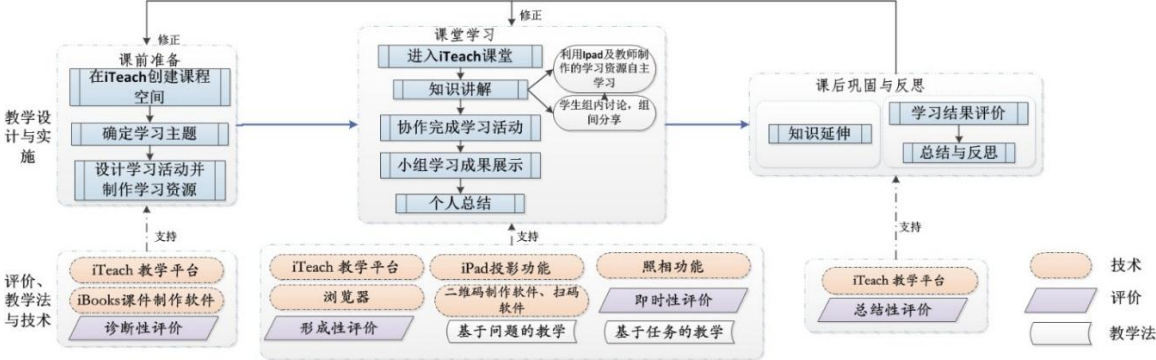 修正
修正
课前准备
在iTeach创建课程
空间
确定学习主题
设计学习活动并
制作学习资源
课堂学习
进入iTeach课堂
知识讲解
协作完成学习活动
小组学习成果展示
个人总结
利用Ipad及教师制
作的学习资源自主
学习
学生组内讨论，组
间分享
课后巩固与反思
知识延伸
学习结果评价
总结与反思
教学设
计与实
施
支持
支持
支持
评价、
教学法
与技术
iTeach 教学平台
iBooks课件制作软件
诊断性评价
iTeach 教学平台
浏览器
形成性评价
iPad投影功能
二维码制作软件、扫码
软件
基于问题的教学
照相功能
即时性评价
基于任务的教学
iTeach 教学平台
总结性评价
技术
评价
教学法